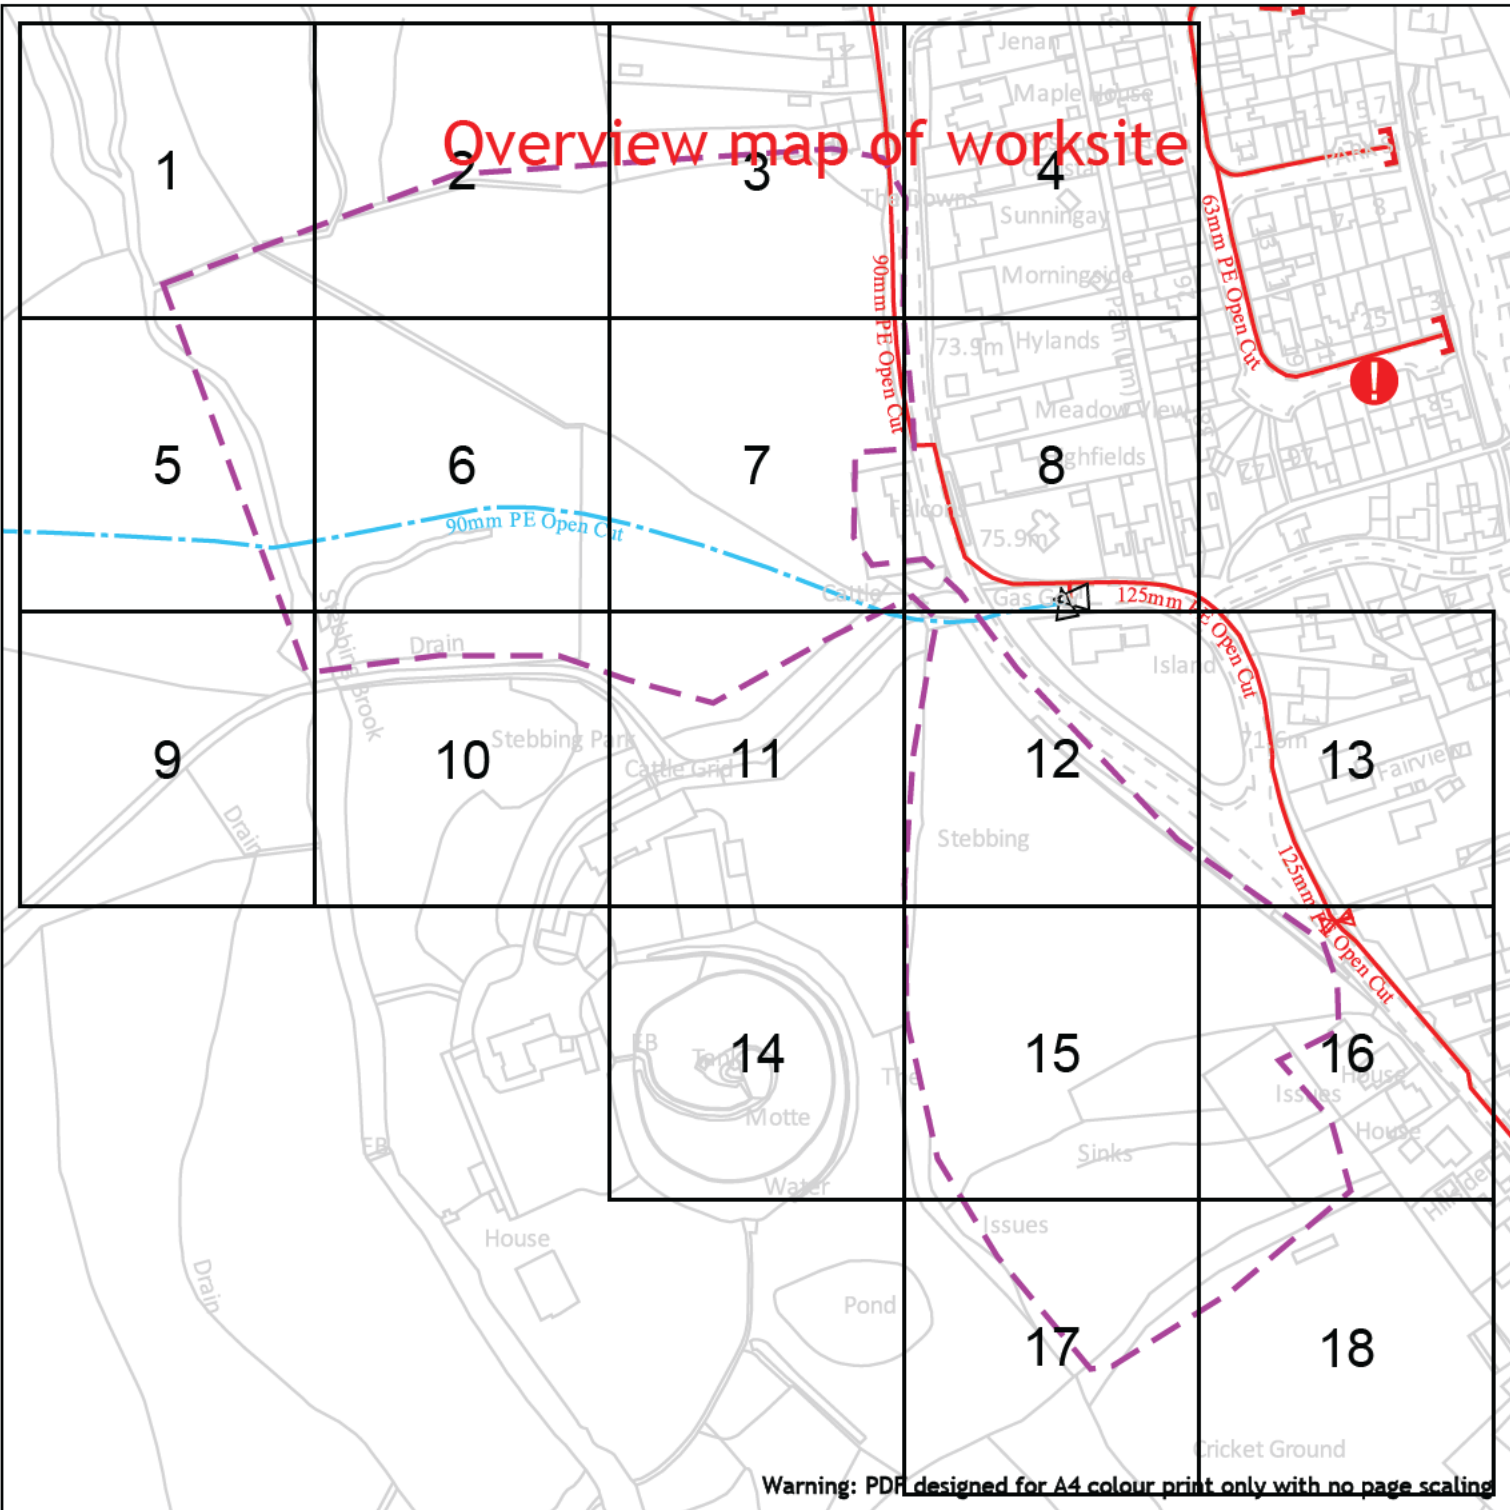 Jenan
Maple House
Overview map of worksite
1
2
3
4
The Downs
Sunningay
Morningside
Path (um)
63mm PE Open Cut
90mm PE Open Cut
73.9m
Hylands
25
Meadow View
5
6
7
8
90mm PE Open Cut
75.9m
Cattle
Gas Gov
125mm PE Open Cut
Stebbing Brook
Drain
Island
Stebbing Park
Cattle Grid
71.6m
Fairview
9
10
11
12
13
Drain
Stebbing
125mm PE Open Cut
14
15
16
Tank
The
House
Issues
Motte
House
Sinks
Water
Issues
House
Drain
Pond
17
18
Cricket Ground
Warning: PDF designed for A4 colour print only with no page scaling